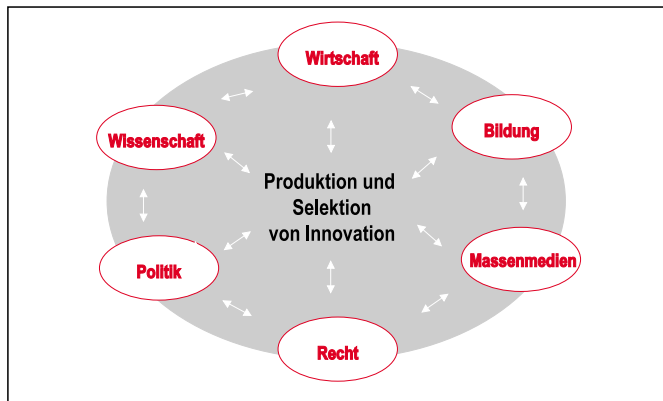 Wirtschaft
Wissenschaft
Bildung
Produktion und
Selektion
von Innovation
Politik
Massenmedien
Recht